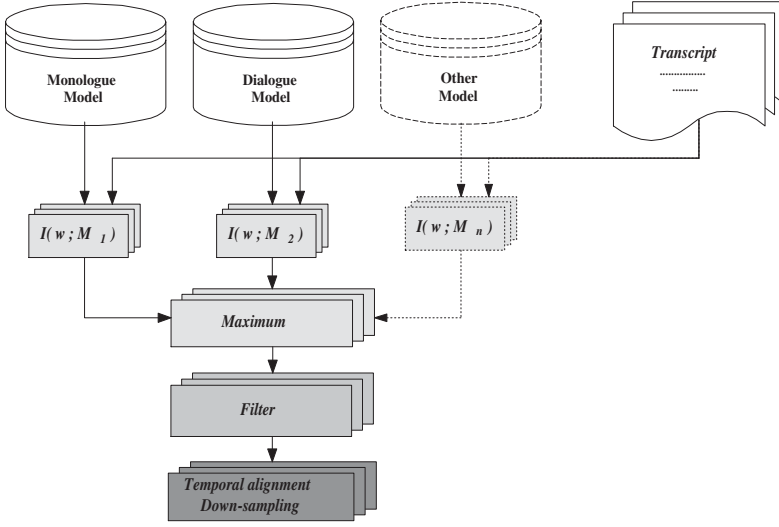 Monologue
Model
Dialogue
Model
Other
Model
Transcript
................
.........
I( w ; M 1 )
I( w ; M 2 )
I( w ; M n )
Maximum
Filter
Temporal alignment
Down-sampling